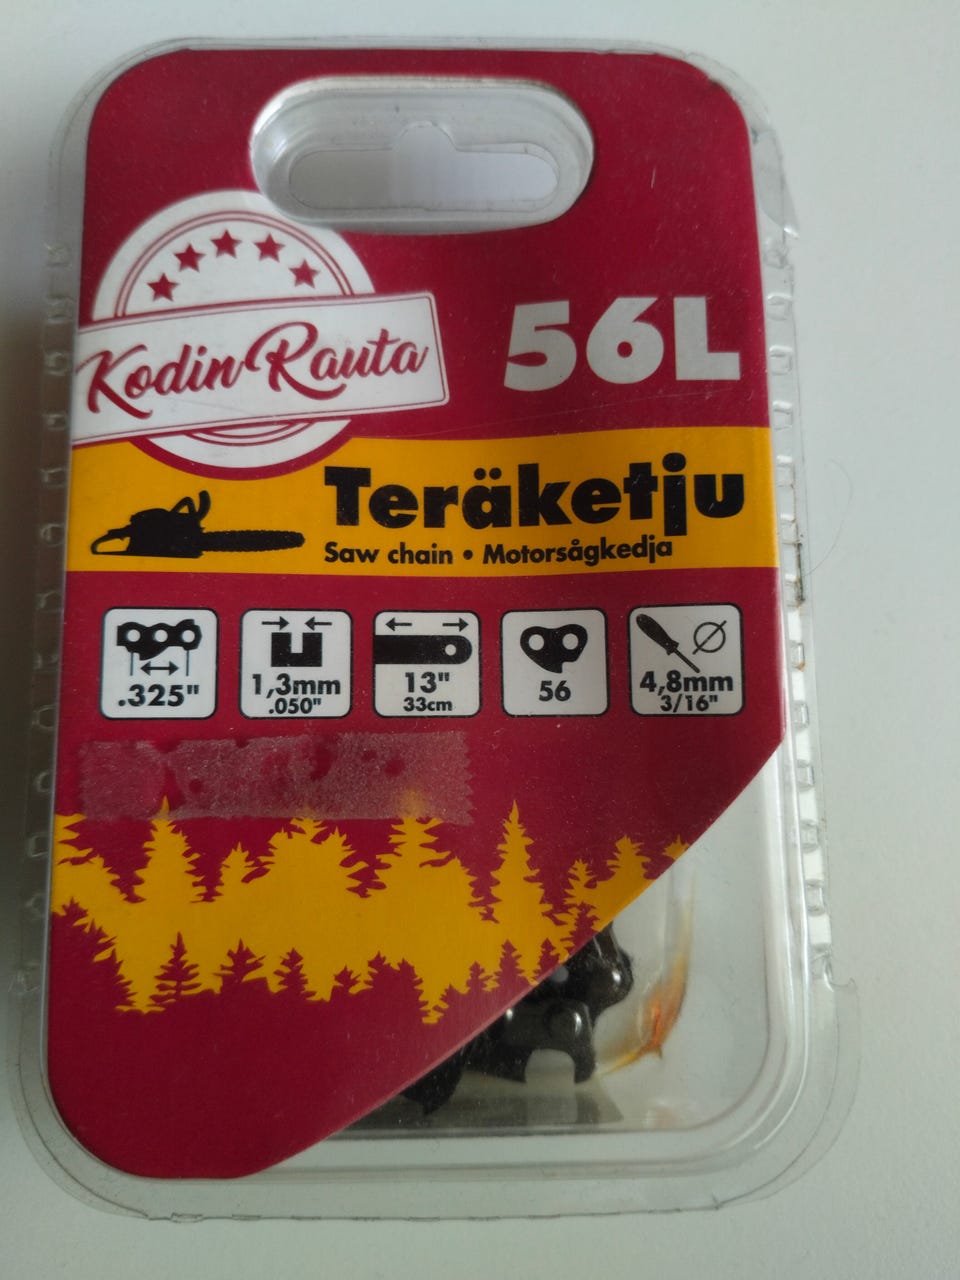 Kodin Rauta
56L
Teräketju
Saw chain • Motorsågkedja
.325"
1,3mm
.050"
13"
33cm
56
4,8mm
3/16"